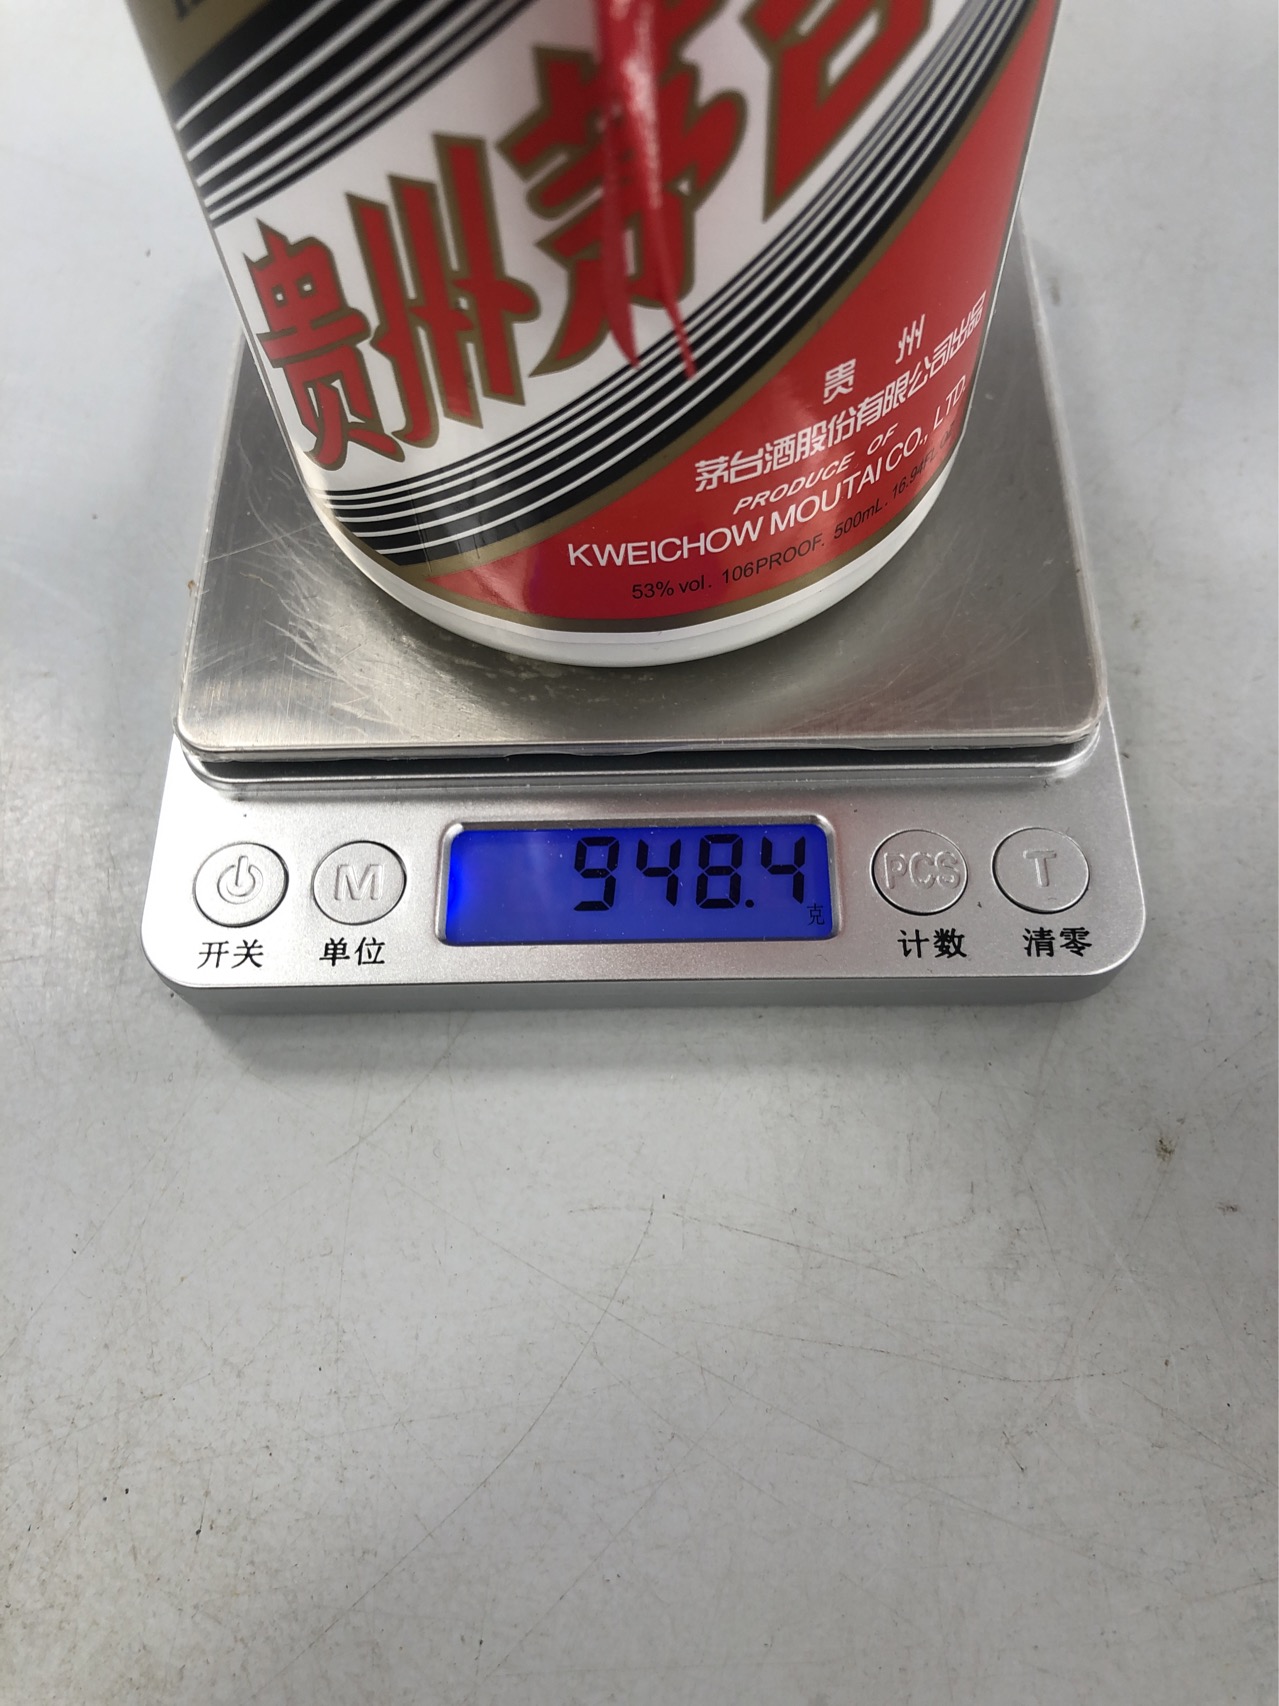 贵州茅台
贵州
茅台酒股份有限公司出品
PRODUCE OF
KWEICHOW MOUTAI CO., LTD.
53% vol. 106PROOF. 500mL. 16.94FL
948.4
克
M
PCS
T
开关
单位
计数
清零